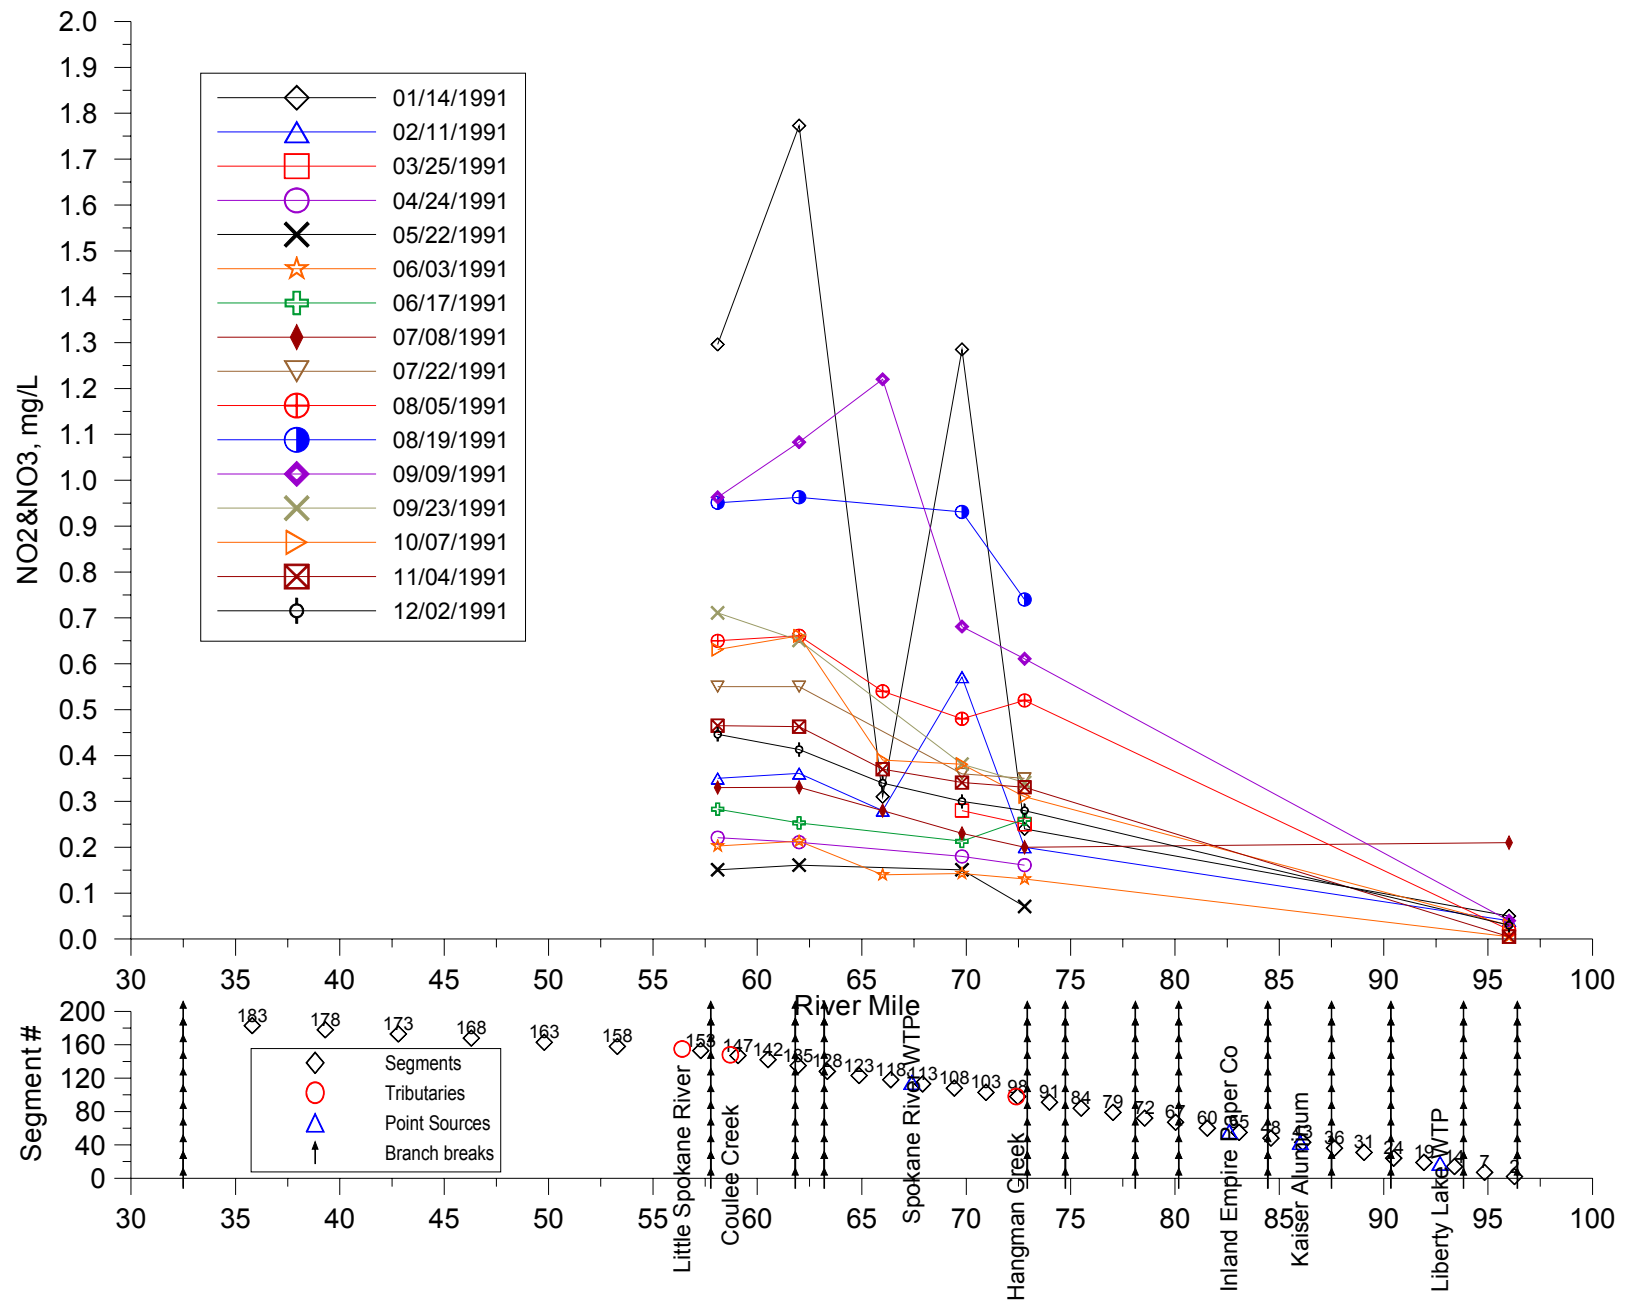 2.0
1.9
1.8
1.7
1.6
1.5
1.4
1.3
1.2
1.1
1.0
0.9
0.8
0.7
0.6
0.5
0.4
0.3
0.2
0.1
0.0
NO2&NO3, mg/L
01/14/1991
02/11/1991
03/25/1991
04/24/1991
05/22/1991
06/03/1991
06/17/1991
07/08/1991
07/22/1991
08/05/1991
08/19/1991
09/09/1991
09/23/1991
10/07/1991
11/04/1991
12/02/1991
30 35 40 45 50 55 60 65 70 75 80 85 90 95 100
River Mile
200
160
120
80
40
0
Segment #
183 178 173 168 163 158 153 147 142 135 128 123 118 113 108 103 98 91 84 79 72 67 60 55 48 43 36 31 24 19 14 7 2
Segments
Tributaries
Point Sources
Branch breaks
Little Spokane River
Coulee Creek
Spokane River WTP
Hangman Creek
Inland Empire Paper Co
Kaiser Aluminum
Liberty Lake WTP
30 35 40 45 50 55 60 65 70 75 80 85 90 95 100